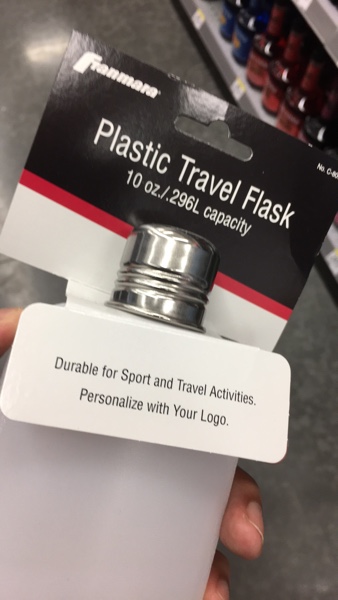 Franmara
Plastic Travel Flask
10 oz./.296L capacity
Durable for Sport and Travel Activities.
Personalize with Your Logo.